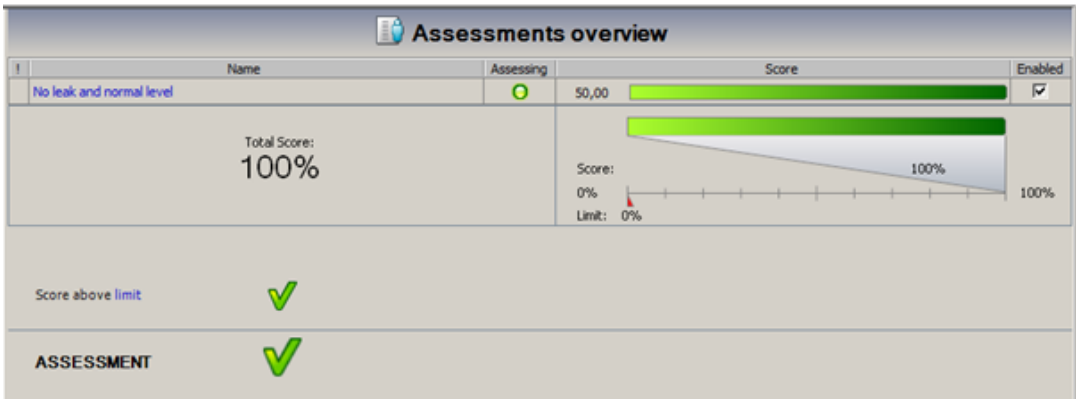 Assessments overview
! Name Assessing Score Enabled
No leak and normal level 50,00
Total Score:
100%
Score: 100%
0% 100%
Limit: 0%
Score above limit
ASSESSMENT